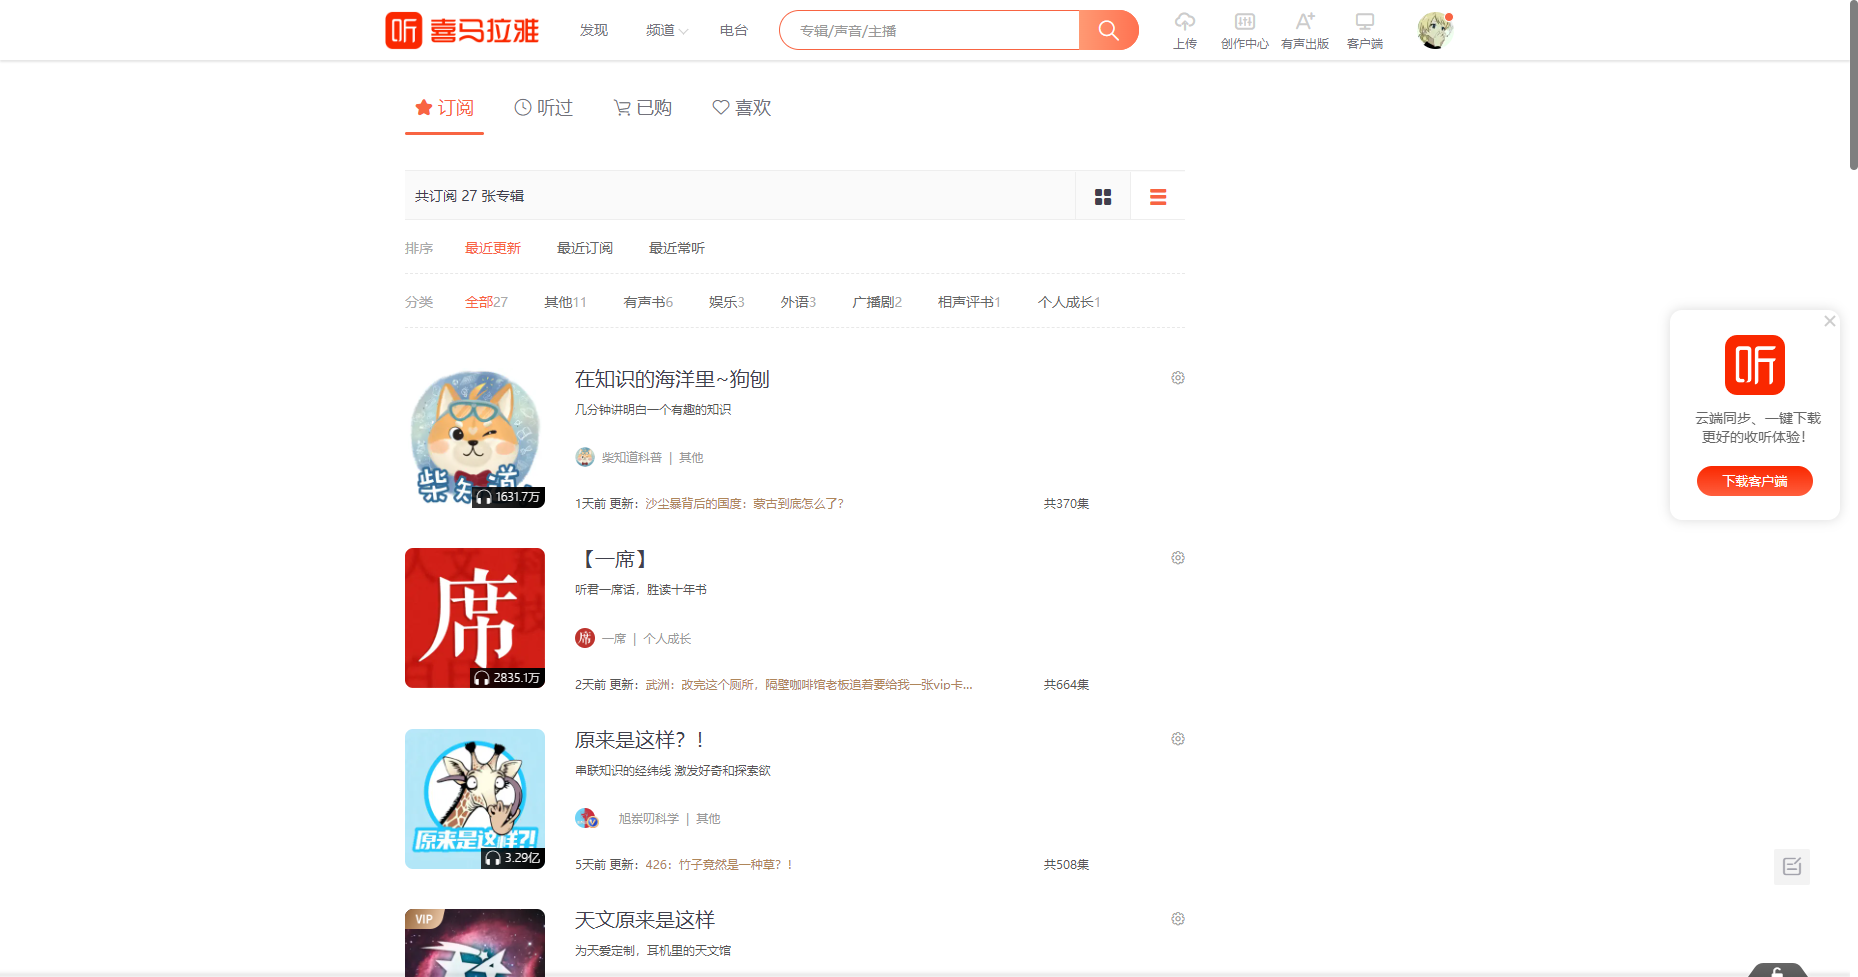 听 喜马拉雅 发现 频道 电台 专辑/声音/主播 上传 创作中心 有声出版 客户端
订阅 听过 已购 喜欢
共订阅 27 张专辑
排序 最近更新 最近订阅 最近常听
分类 全部27 其他11 有声书6 娱乐3 外语3 广播剧2 相声评书1 个人成长1
在知识的海洋里~狗刨
几分钟讲明白一个有趣的知识
柴知道科普 | 其他
柴知道
1631.7万
1天前 更新：沙尘暴背后的国度：蒙古到底怎么了？ 共370集
【一席】
听君一席话，胜读十年书
席
席 一席 | 个人成长
2835.1万
2天前 更新：武洲：改完这个厕所，隔壁咖啡馆老板追着要给我一张vip卡... 共664集
原来是这样？！
串联知识的经纬线 激发好奇和探索欲
旭岽叨科学 | 其他
原来是这样?!
3.29亿
5天前 更新：426：竹子竟然是一种草？！ 共508集
VIP
天文原来是这样
为天爱定制，耳机里的天文馆
听
云端同步、一键下载
更好的收听体验！
下载客户端